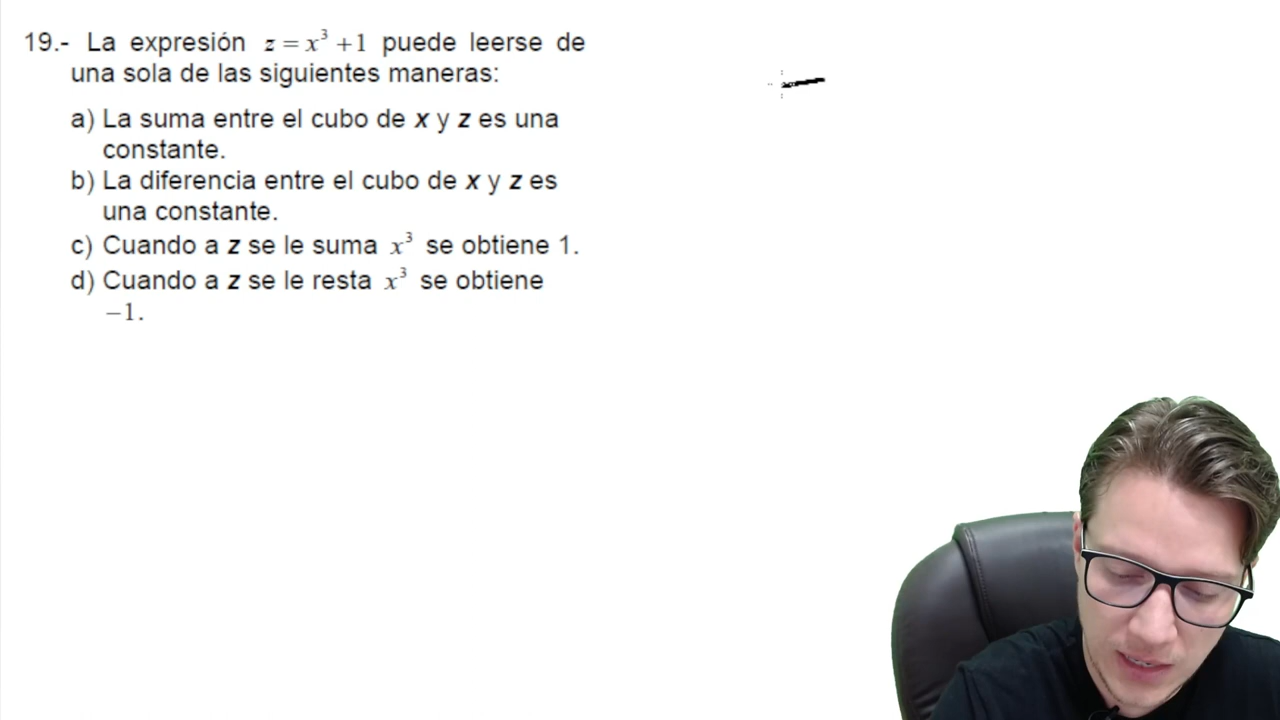 19.- La expresión z = x³ + 1 puede leerse de
una sola de las siguientes maneras:
a) La suma entre el cubo de x y z es una
constante.
b) La diferencia entre el cubo de x y z es
una constante.
c) Cuando a z se le suma x³ se obtiene 1.
d) Cuando a z se le resta x³ se obtiene
−1.